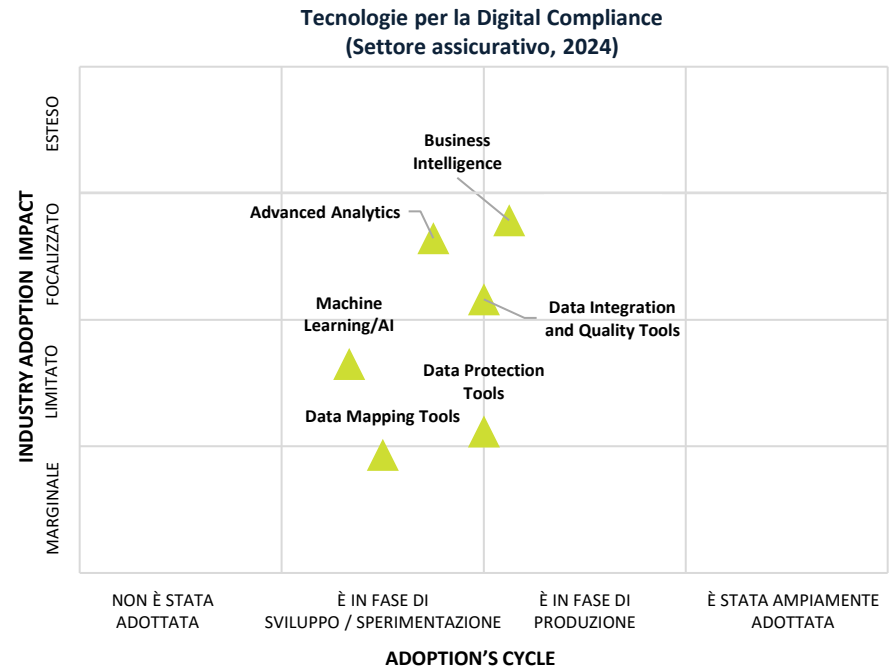 Tecnologie per la Digital Compliance
(Settore assicurativo, 2024)
INDUSTRY ADOPTION IMPACT
ESTESO
FOCALIZZATO
LIMITATO
MARGINALE
Business
Intelligence
Advanced Analytics
Machine
Learning/AI
Data Integration
and Quality Tools
Data Protection
Tools
Data Mapping Tools
NON È STATA
ADOTTATA
È IN FASE DI
SVILUPPO / SPERIMENTAZIONE
È IN FASE DI
PRODUZIONE
È STATA AMPIAMENTE
ADOTTATA
ADOPTION'S CYCLE